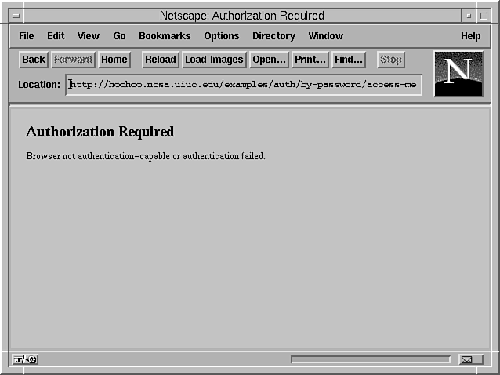 Netscape: Authorization Required
File Edit View Go Bookmarks Options Directory Window Help
Back Forward Home Reload Load Images Open... Print... Find... Stop
Location: http://hoohoo.ncsa.uiuc.edu/examples/auth/by-password/access-me
N
Authorization Required
Browser not authentication-capable or authentication failed.